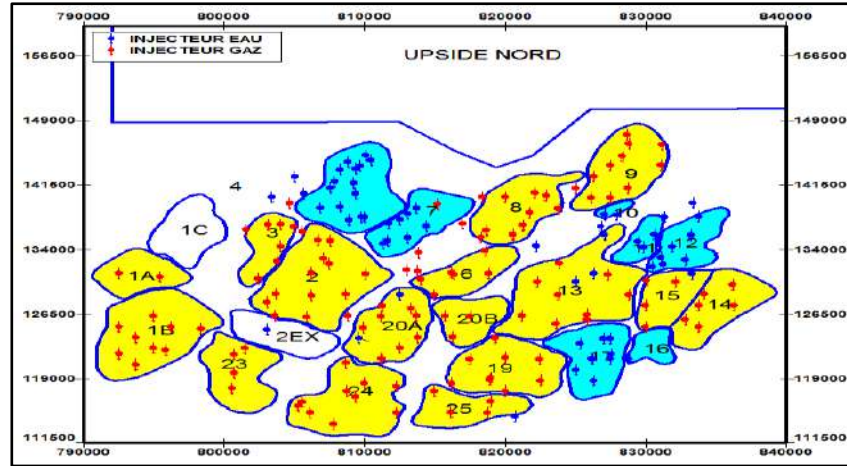 790000 800000 810000 820000 830000 840000
INJECTEUR EAU
INJECTEUR GAZ
UPSIDE NORD
156500 156500
149000 149000
141500 141500
134000 134000
126500 126500
119000 119000
111500 111500
4
9
1C
7
8
10
3
11
12
1A
2
6
13
15
14
1B
20A
20B
2EX
17
16
23
19
24
25
790000 800000 810000 820000 830000 840000